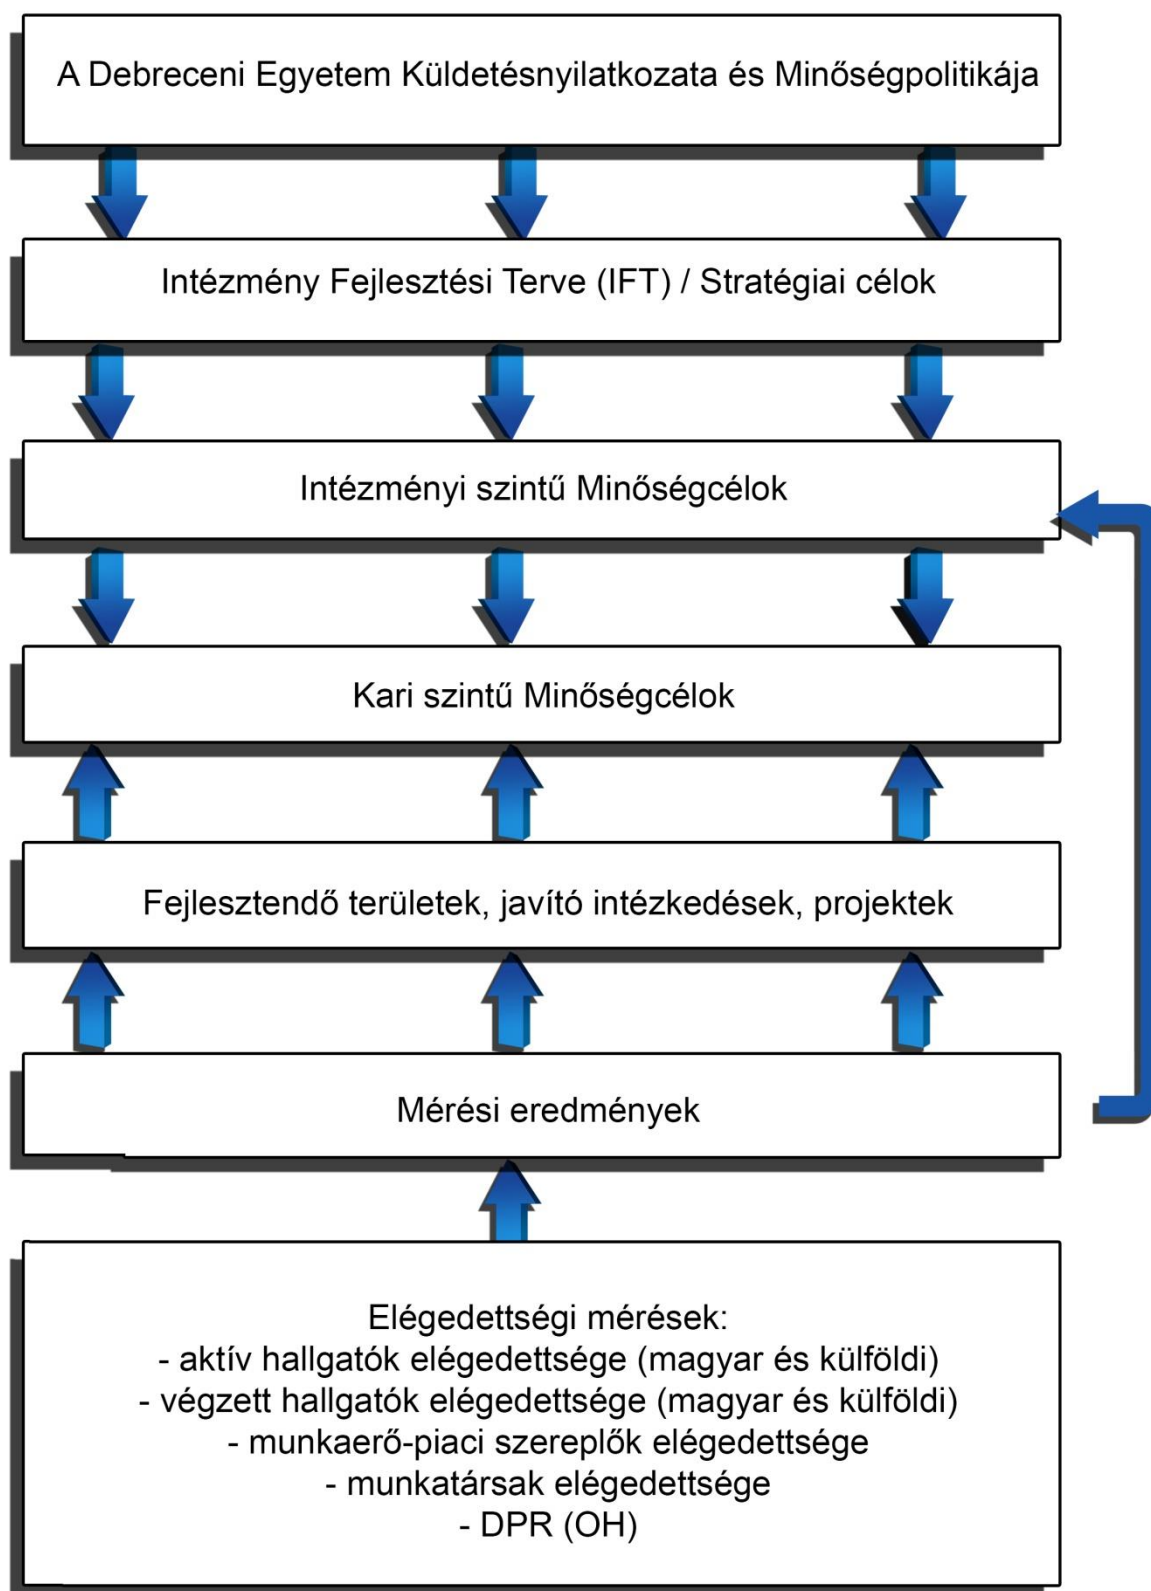 A Debreceni Egyetem Küldetésnyilatkozata és Minőségpolitikája
Intézmény Fejlesztési Terve (IFT) / Stratégiai célok
Intézményi szintű Minőségcélok
Kari szintű Minőségcélok
Fejlesztendő területek, javító intézkedések, projektek
Mérési eredmények
Elégedettségi mérések:
- aktív hallgatók elégedettsége (magyar és külföldi)
- végzett hallgatók elégedettsége (magyar és külföldi)
- munkaerő-piaci szereplők elégedettsége
- munkatársak elégedettsége
- DPR (OH)